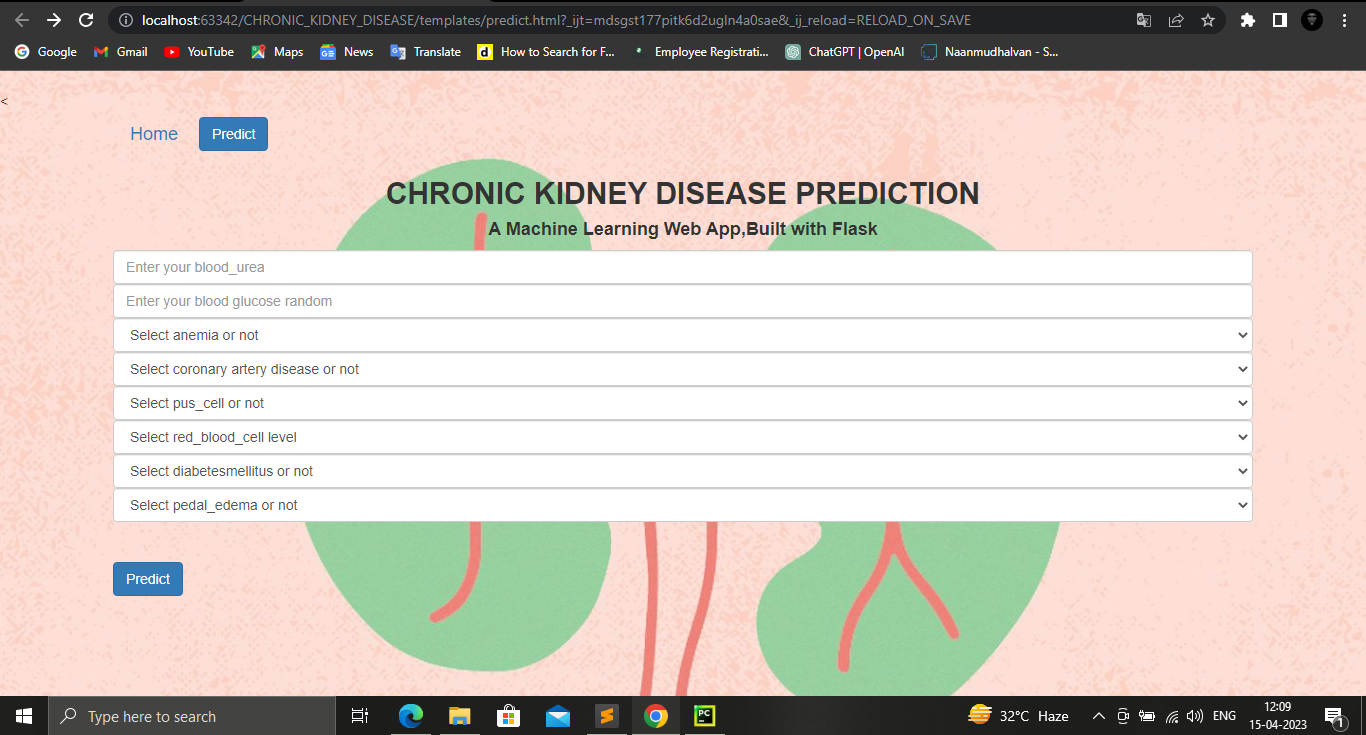 localhost:63342/CHRONIC_KIDNEY_DISEASE/templates/predict.html?_ijt=mdsgst177pitk6d2ugln4a0sae&_ij_reload=RELOAD_ON_SAVE
Google Gmail YouTube Maps News Translate How to Search for F... Employee Registrati... ChatGPT | OpenAI Naanmudhalvan - S...
<
Home Predict
CHRONIC KIDNEY DISEASE PREDICTION
A Machine Learning Web App,Built with Flask
Enter your blood_urea
Enter your blood glucose random
Select anemia or not
Select coronary artery disease or not
Select pus_cell or not
Select red_blood_cell level
Select diabetesmellitus or not
Select pedal_edema or not
Predict
Type here to search
32°C Haze
ENG
12:09
15-04-2023
1